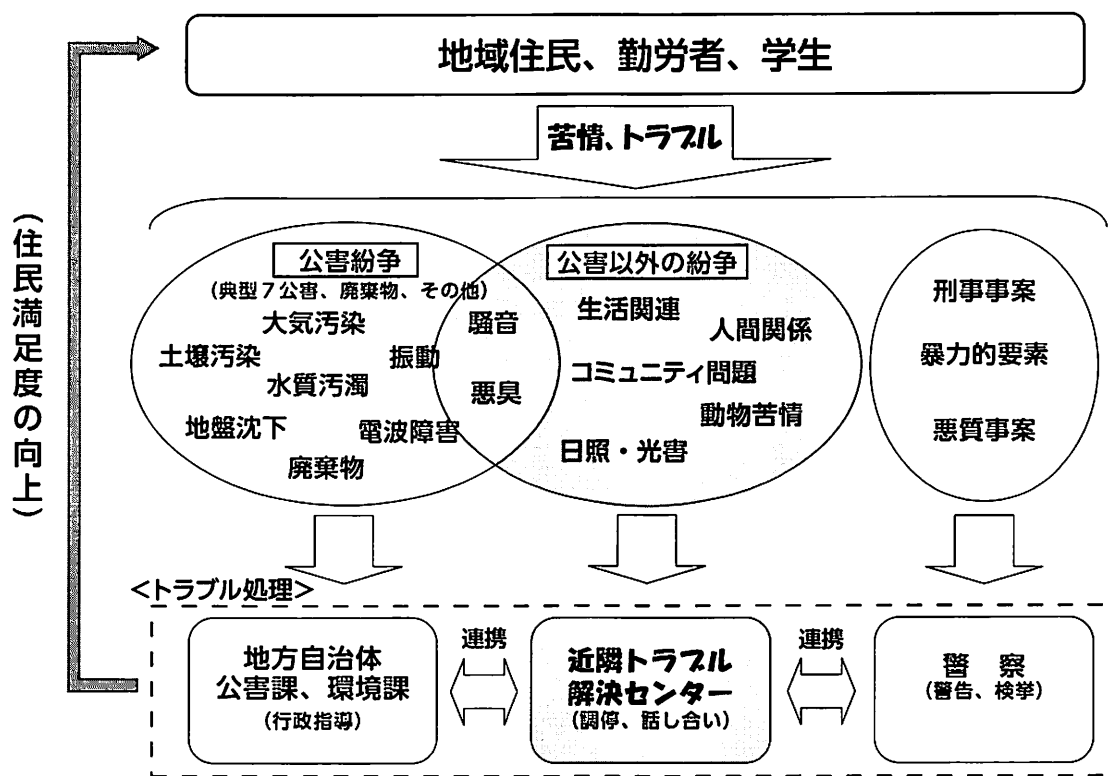 地域住民、勤労者、学生
苦情、トラブル
(住民満足度の向上)
公害紛争
(典型7公害、廃棄物、その他)
大気汚染
土壌汚染
振動
水質汚濁
地盤沈下
電波障害
廃棄物
騒音
悪臭
公害以外の紛争
生活関連
人間関係
コミュニティ問題
動物苦情
日照・光害
刑事事案
暴力的要素
悪質事案
<トラブル処理>
地方自治体
公害課、環境課
(行政指導)
連携
近隣トラブル
解決センター
(調停、話し合い)
連携
警 察
(警告、検挙)